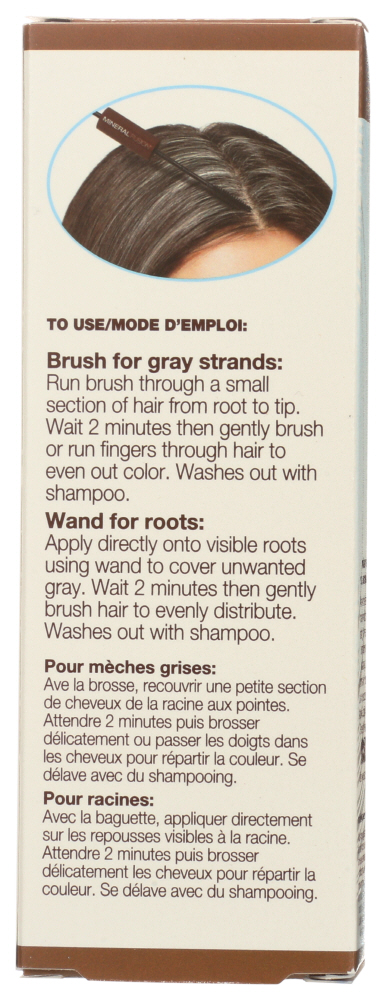 MINERAL
TO USE/MODE D'EMPLOI:
Brush for gray strands:
Run brush through a small
section of hair from root to tip.
Wait 2 minutes then gently brush
or run fingers through hair to
even out color. Washes out with
shampoo.
Wand for roots:
Apply directly onto visible roots
using wand to cover unwanted
gray. Wait 2 minutes then gently
brush hair to evenly distribute.
Washes out with shampoo.
Pour mèches grises:
Ave la brosse, recouvrir une petite section
de cheveux de la racine aux pointes.
Attendre 2 minutes puis brosser
délicatement ou passer les doigts dans
les cheveux pour répartir la couleur. Se
délave avec du shampooing.
Pour racines:
Avec la baguette, appliquer directement
sur les repousses visibles à la racine.
Attendre 2 minutes puis brosser
délicatement les cheveux pour répartir la
couleur. Se délave avec du shampooing.